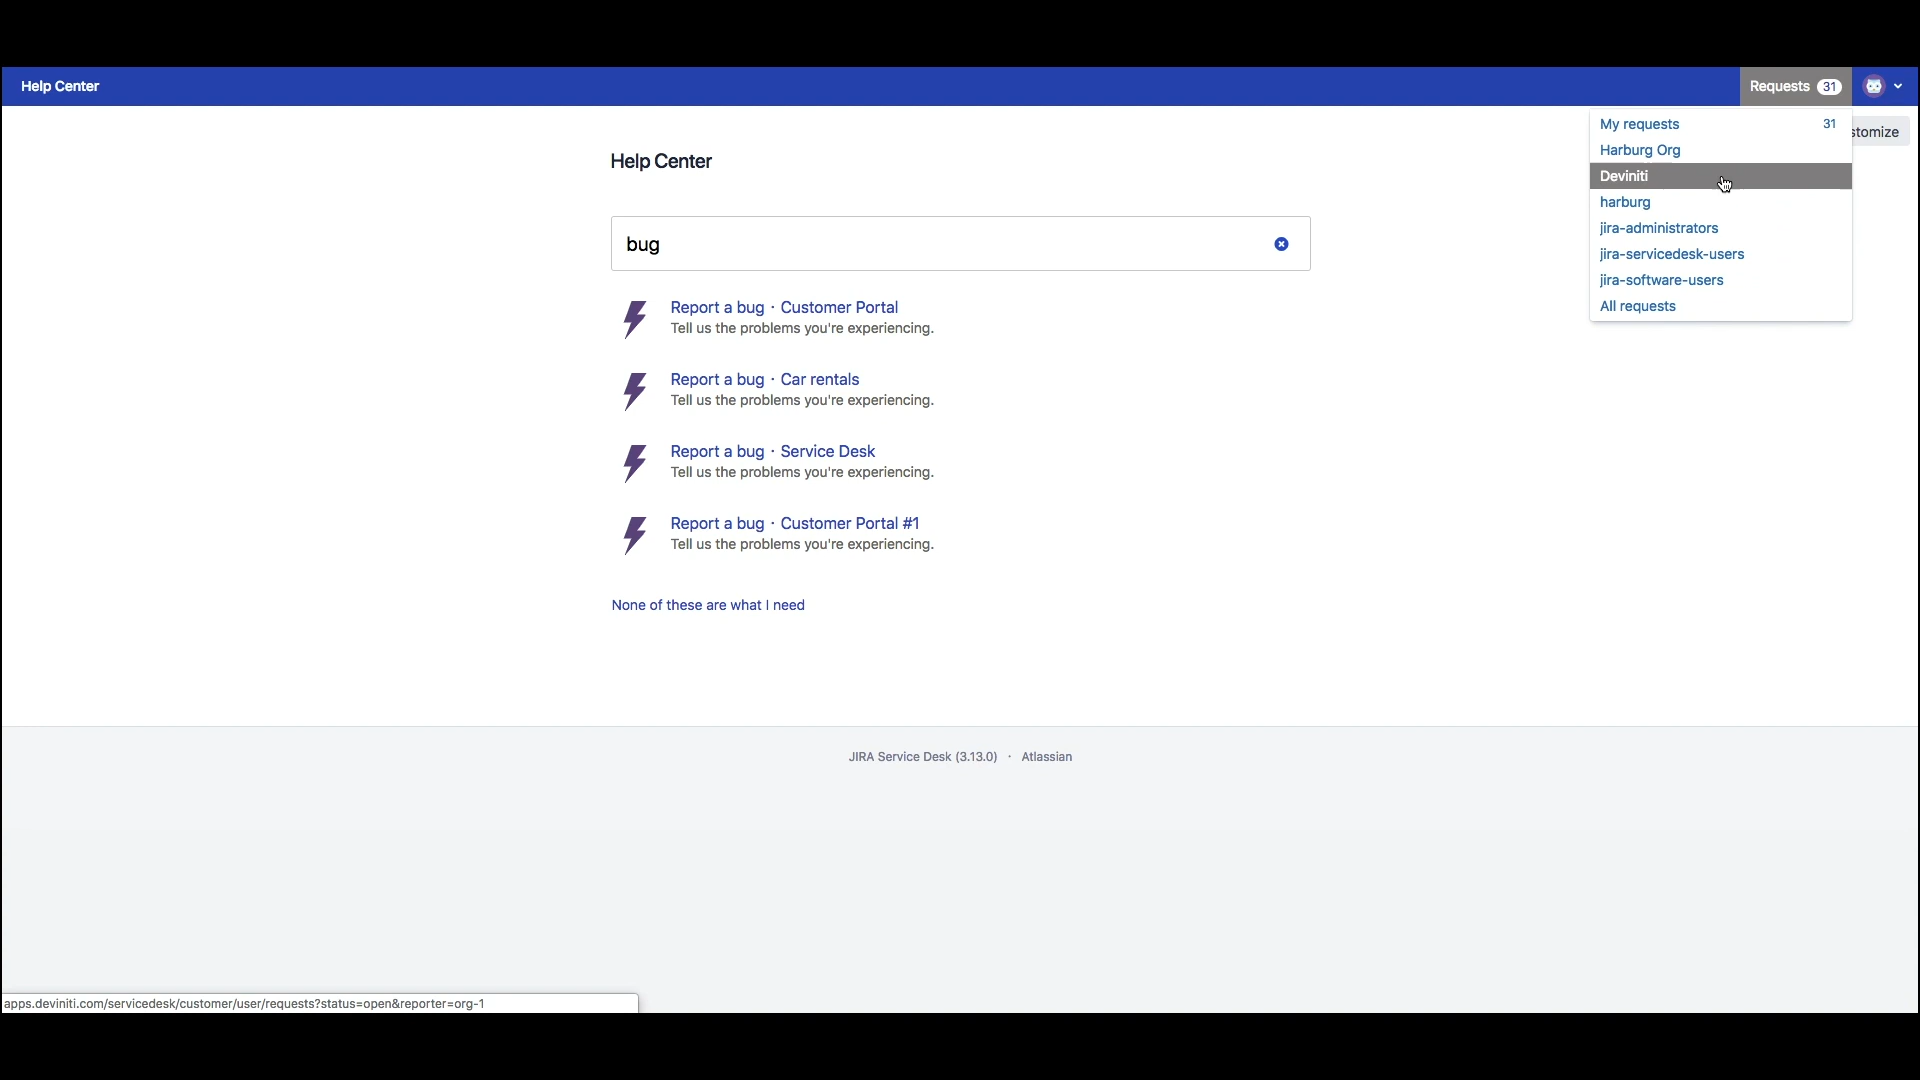 Help Center
Requests 31
My requests 31
stomize
Harburg Org
Deviniti
harburg
jira-administrators
jira-servicedesk-users
jira-software-users
All requests
Help Center
bug
Report a bug · Customer Portal
Tell us the problems you're experiencing.
Report a bug · Car rentals
Tell us the problems you're experiencing.
Report a bug · Service Desk
Tell us the problems you're experiencing.
Report a bug · Customer Portal #1
Tell us the problems you're experiencing.
None of these are what I need
JIRA Service Desk (3.13.0) · Atlassian
apps.deviniti.com/servicedesk/customer/user/requests?status=open&reporter=org-1